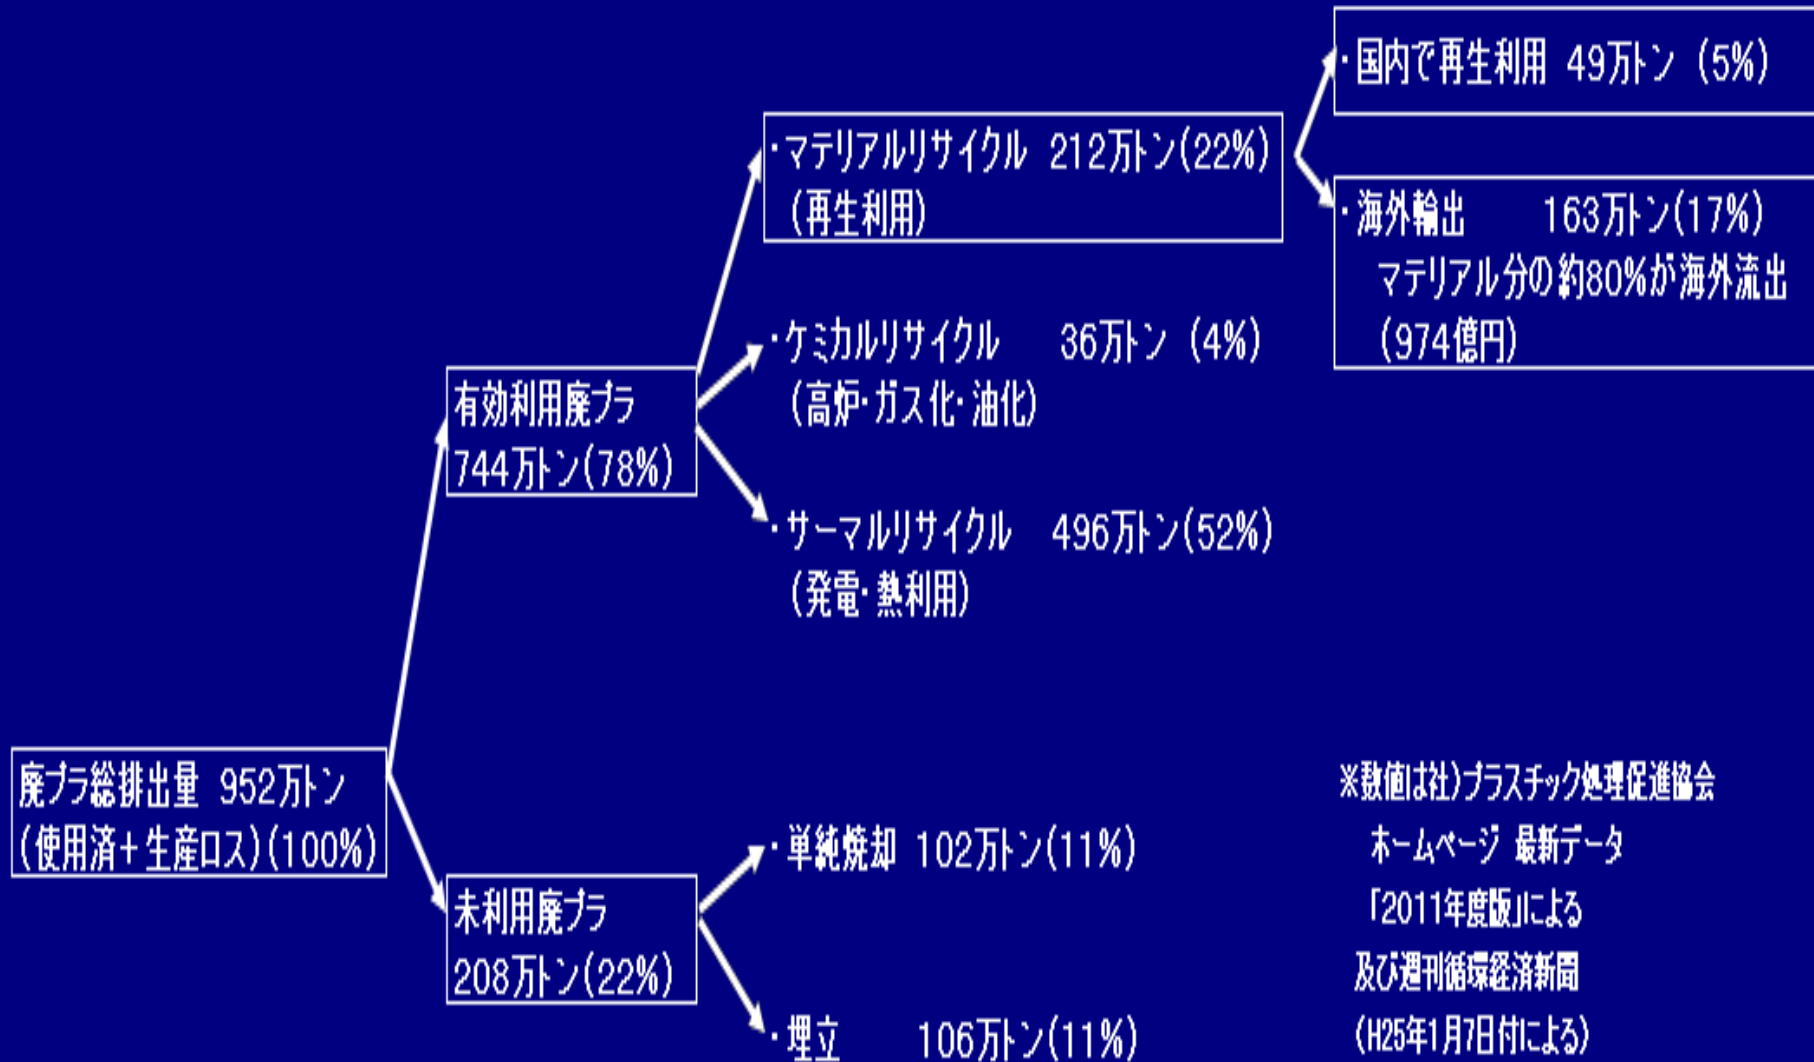 ・国内で再生利用 49万トン (5%)
・マテリアルリサイクル 212万トン(22%)
(再生利用)
・海外輸出 163万トン(17%)
マテリアル分の約80%が海外流出
(974億円)
・ケミカルリサイクル 36万トン (4%)
(高炉・ガス化・油化)
有効利用廃プラ
744万トン(78%)
・サーマルリサイクル 496万トン(52%)
(発電・熱利用)
廃プラ総排出量 952万トン
(使用済+生産ロス)(100%)
・単純焼却 102万トン(11%)
未利用廃プラ
208万トン(22%)
・埋立 106万トン(11%)
※数値は社)プラスチック処理促進協会
ホームページ 最新データ
「2011年度版」による
及び週刊循環経済新聞
(H25年1月7日付による)